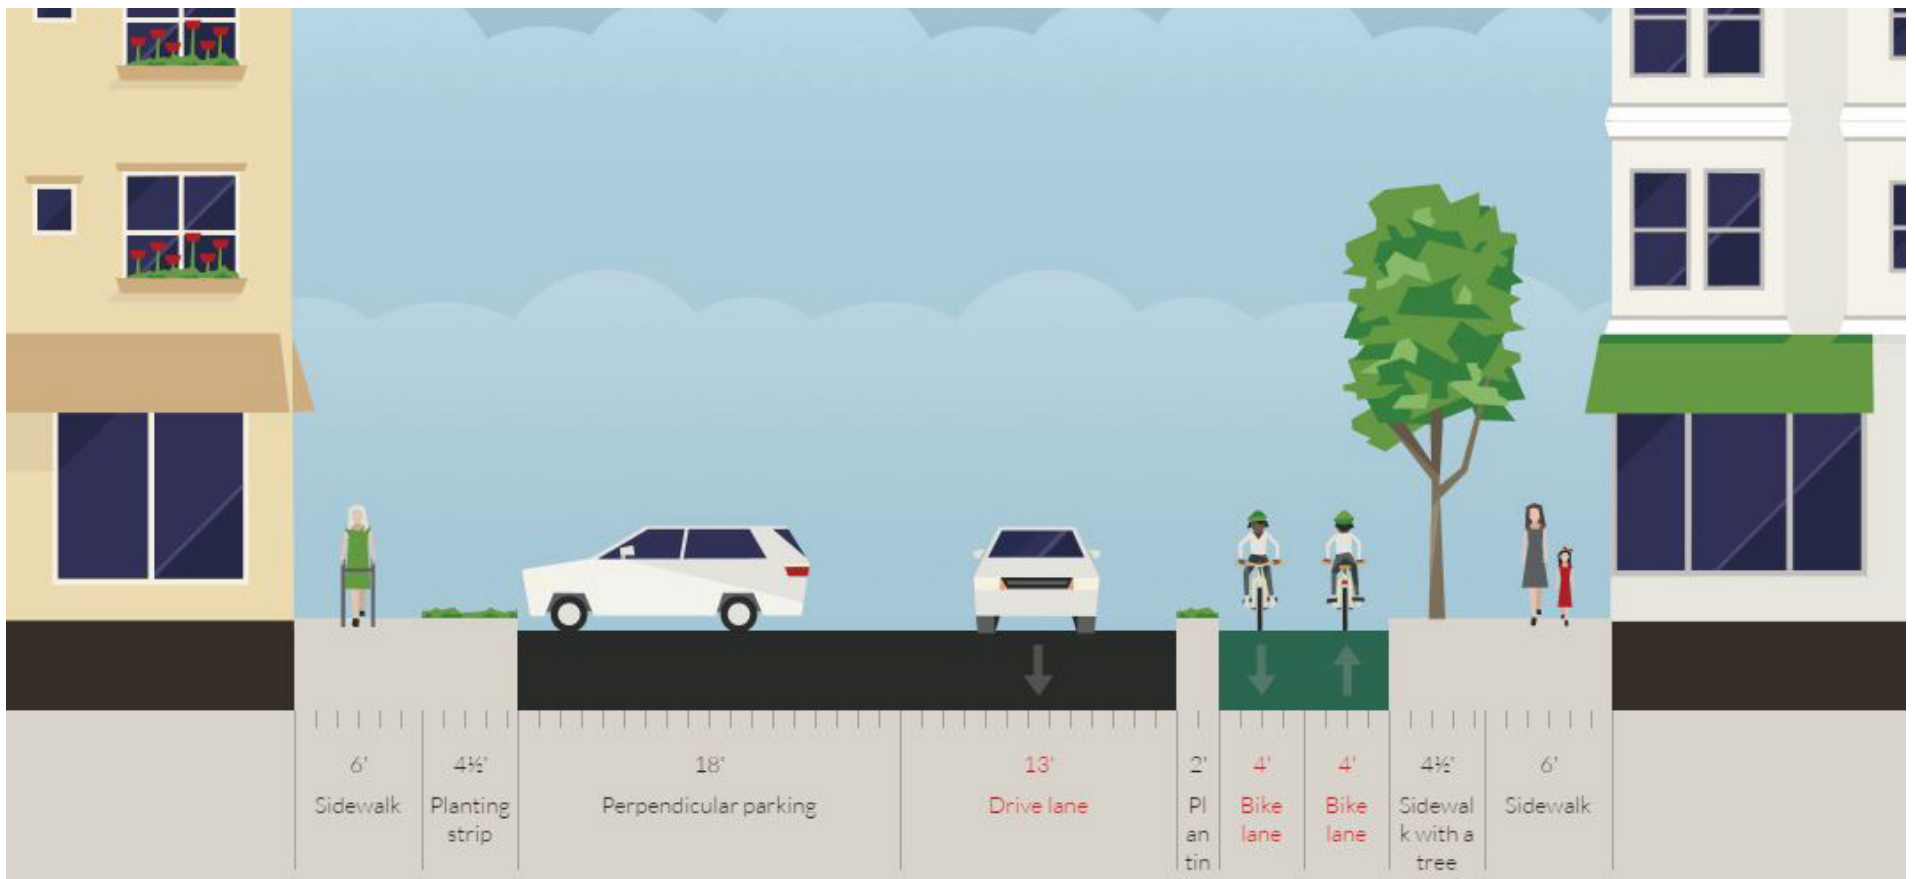 6' 4½' 18' 13' 2' 4' 4' 4½' 6'
Sidewalk Planting Perpendicular parking Drive lane Pl Bike Bike Sidewal Sidewalk
strip an lane lane k with a
tin tree